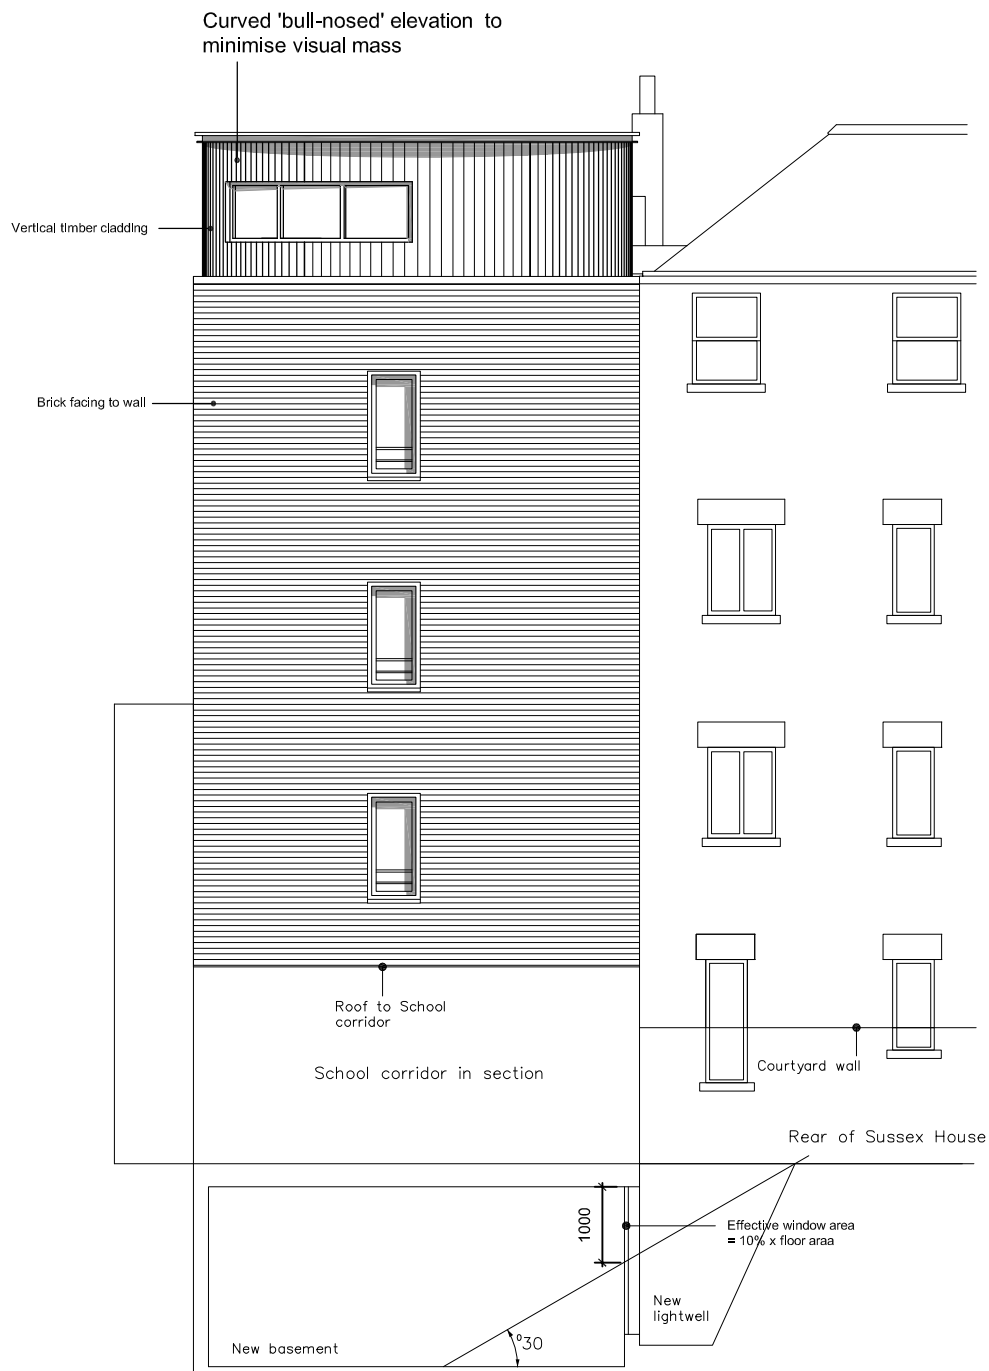 Curved 'bull-nosed' elevation to
minimise visual mass
Vertical timber cladding
Brick facing to wall
Roof to School
corridor
School corridor in section
Courtyard wall
Rear of Sussex House
1000
Effective window area
= 10% x floor araa
New
lightwell
New basement
º30